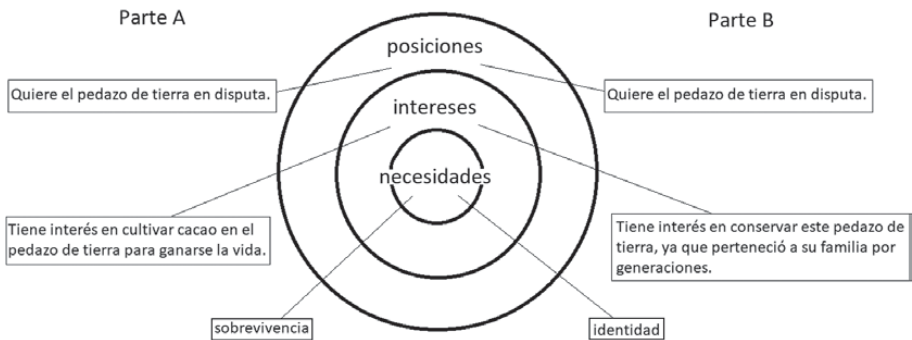 Parte A
Parte B
posiciones
Quiere el pedazo de tierra en disputa.
Quiere el pedazo de tierra en disputa.
intereses
necesidades
Tiene interés en cultivar cacao en el
pedazo de tierra para ganarse la vida.
Tiene interés en conservar este pedazo de
tierra, ya que perteneció a su familia por
generaciones.
sobrevivencia
identidad